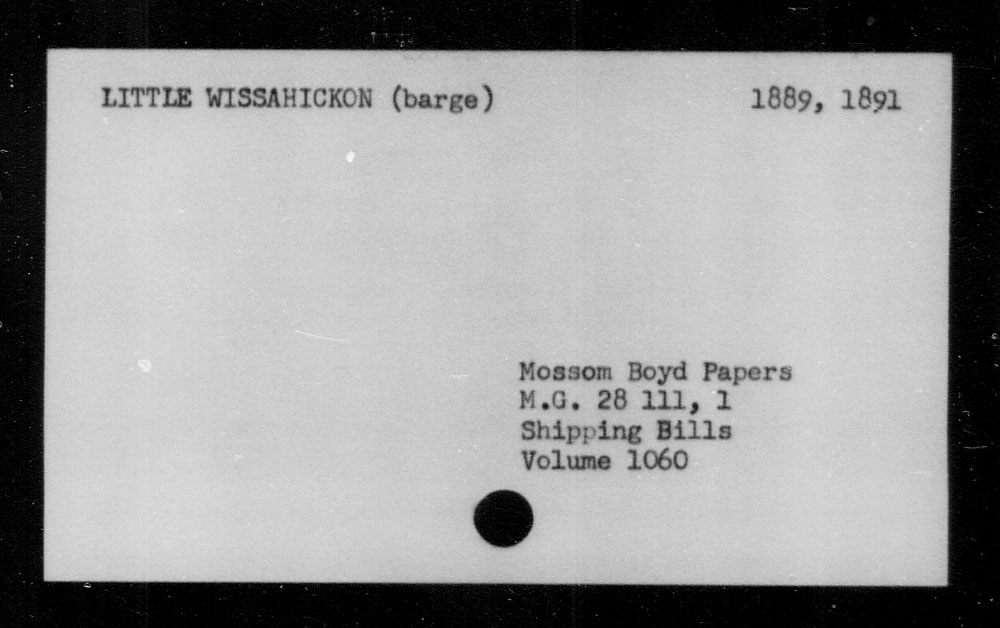 LITTLE WISSAHICKON (barge) 1889, 1891
Mossom Boyd Papers
M.G. 28 111, 1
Shipping Bills
Volume 1060